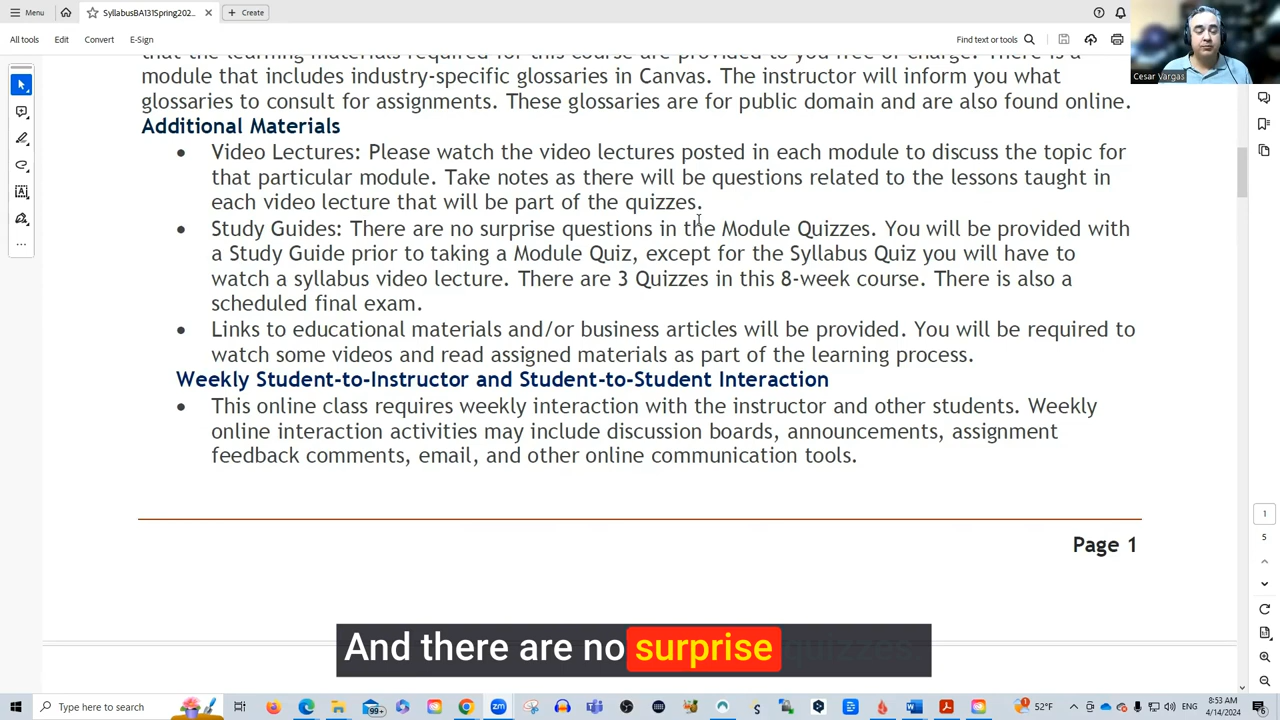 Menu
SyllabusBA131Spring202...
Create
All tools
Edit
Convert
E-Sign
Find text or tools
Cesar Vargas
module that includes industry-specific glossaries in Canvas. The instructor will inform you what
glossaries to consult for assignments. These glossaries are for public domain and are also found online.
Additional Materials
Video Lectures: Please watch the video lectures posted in each module to discuss the topic for
that particular module. Take notes as there will be questions related to the lessons taught in
each video lecture that will be part of the quizzes.
Study Guides: There are no surprise questions in the Module Quizzes. You will be provided with
a Study Guide prior to taking a Module Quiz, except for the Syllabus Quiz you will have to
watch a syllabus video lecture. There are 3 Quizzes in this 8-week course. There is also a
scheduled final exam.
Links to educational materials and/or business articles will be provided. You will be required to
watch some videos and read assigned materials as part of the learning process.
Weekly Student-to-Instructor and Student-to-Student Interaction
This online class requires weekly interaction with the instructor and other students. Weekly
online interaction activities may include discussion boards, announcements, assignment
feedback comments, email, and other online communication tools.
Page 1
1
5
And there are no surprise quizzes.
Type here to search
99+
52°F
8:53 AM
4/14/2024